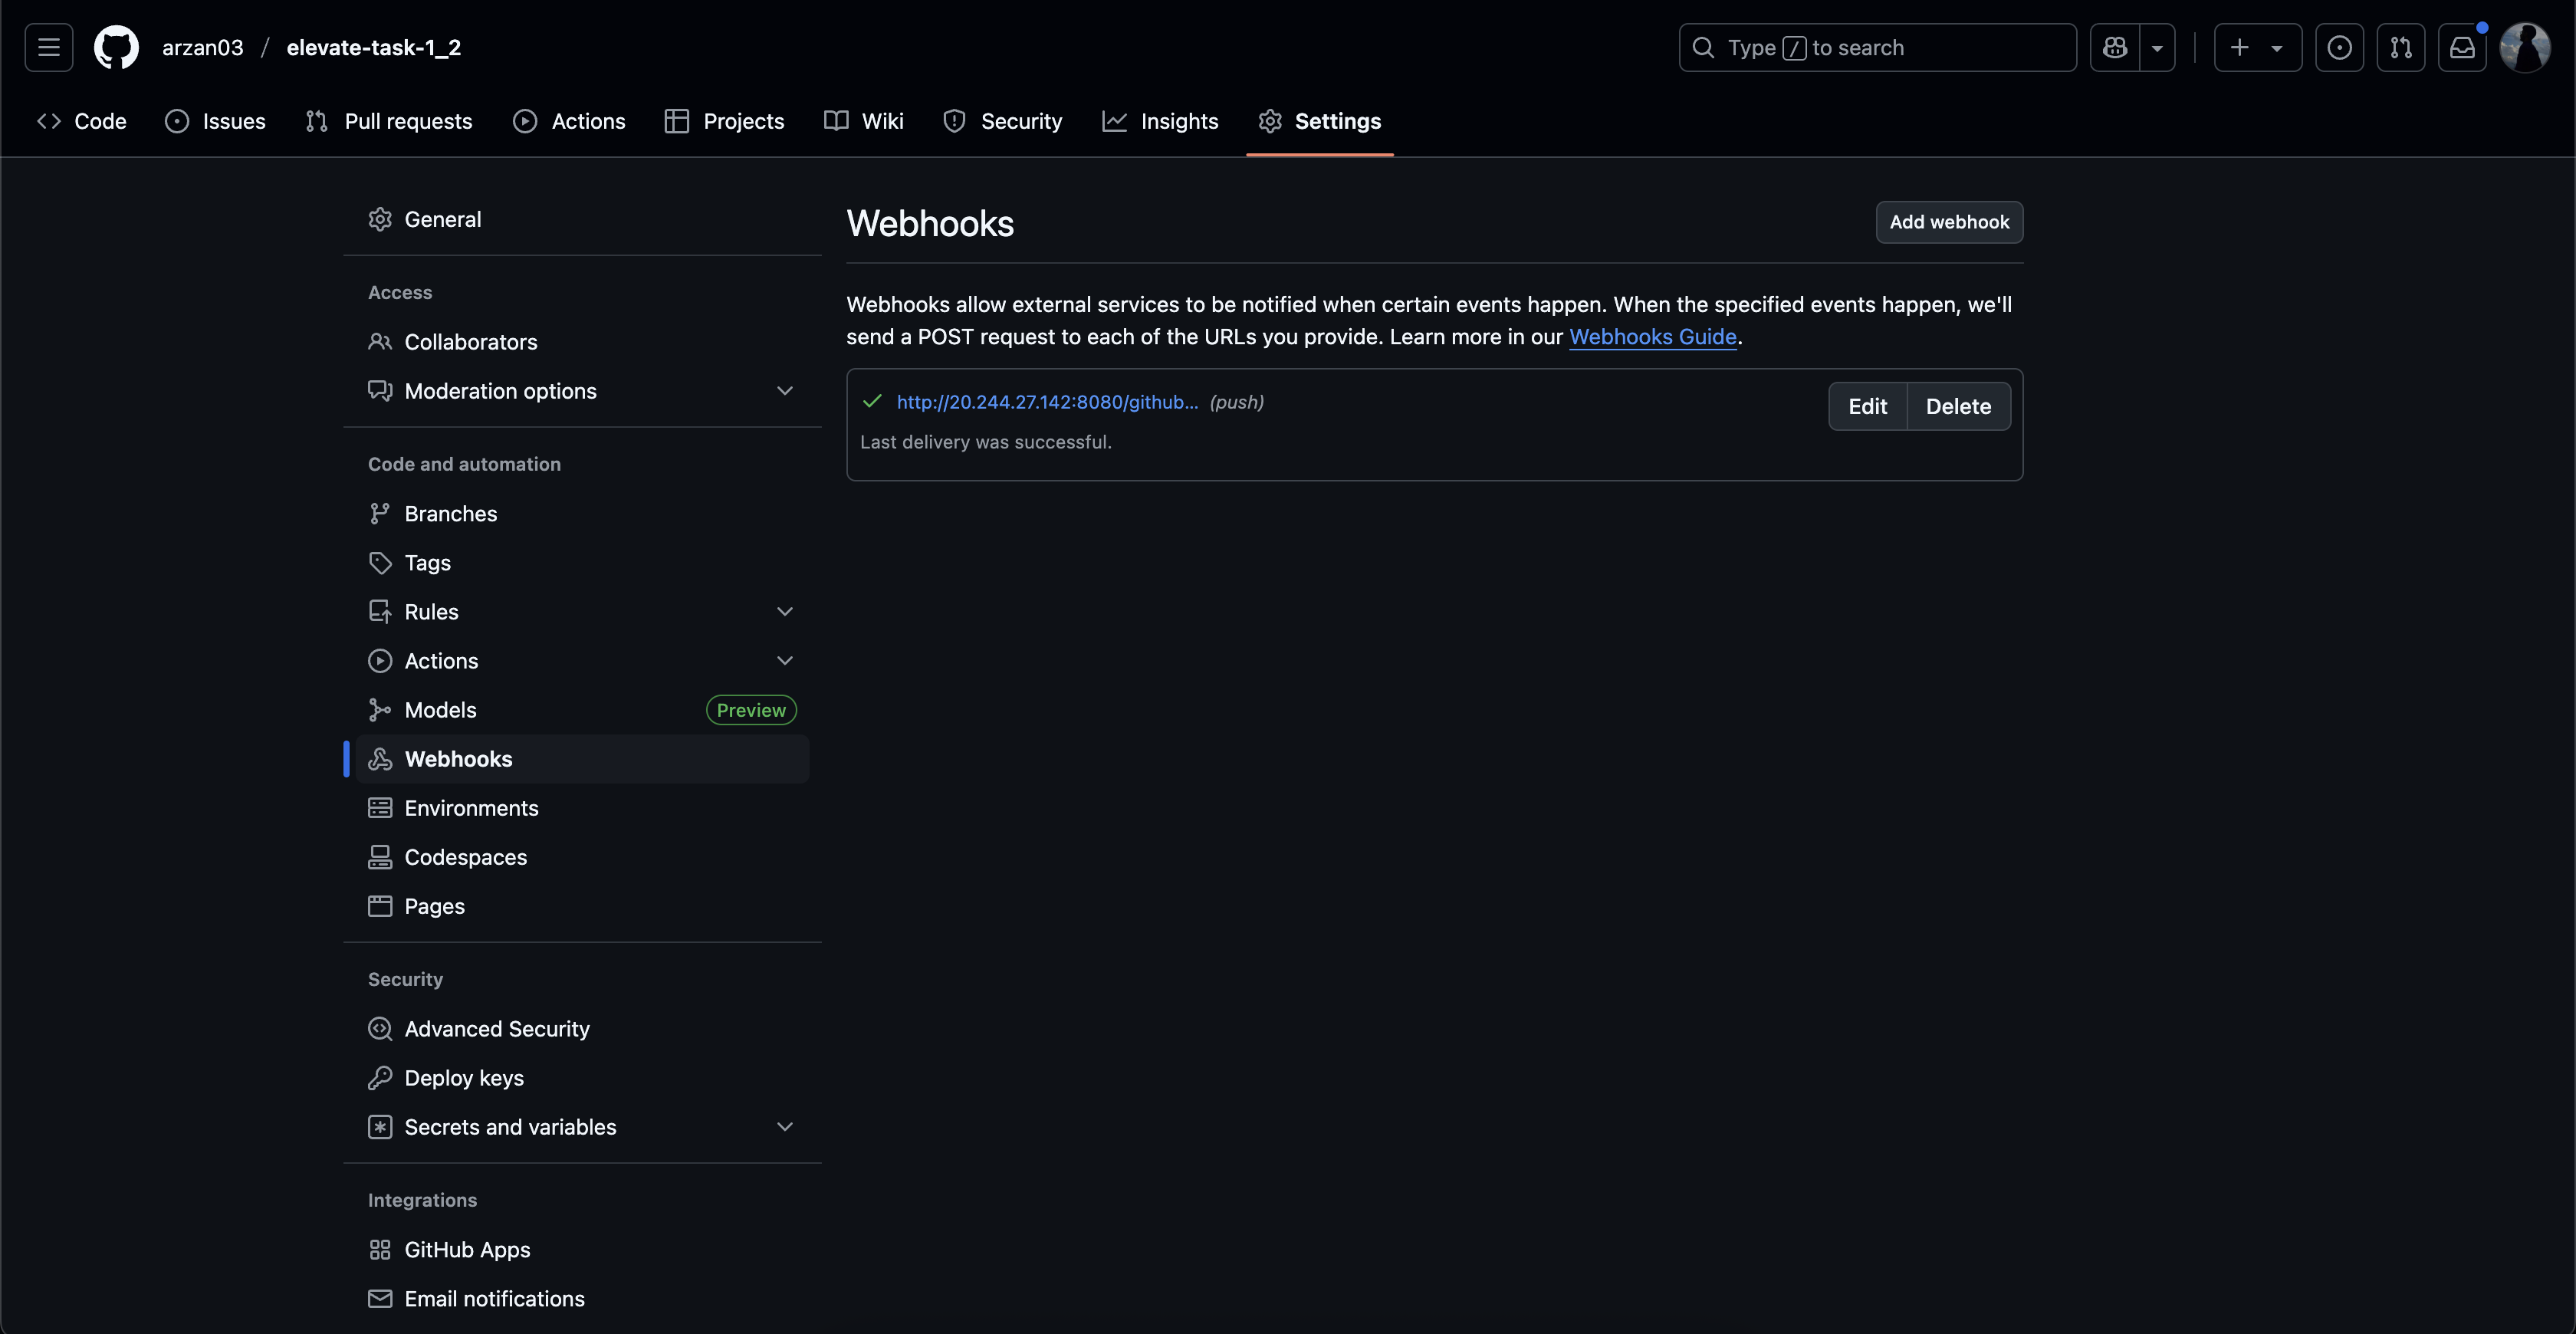 arzan03 / elevate-task-1_2
Type / to search
Code Issues Pull requests Actions Projects Wiki Security Insights Settings
General
Access
Collaborators
Moderation options
Code and automation
Branches
Tags
Rules
Actions
Models Preview
Webhooks
Environments
Codespaces
Pages
Security
Advanced Security
Deploy keys
Secrets and variables
Integrations
GitHub Apps
Email notifications
Webhooks
Add webhook
Webhooks allow external services to be notified when certain events happen. When the specified events happen, we'll
send a POST request to each of the URLs you provide. Learn more in our Webhooks Guide.
http://20.244.27.142:8080/github... (push)
Edit Delete
Last delivery was successful.